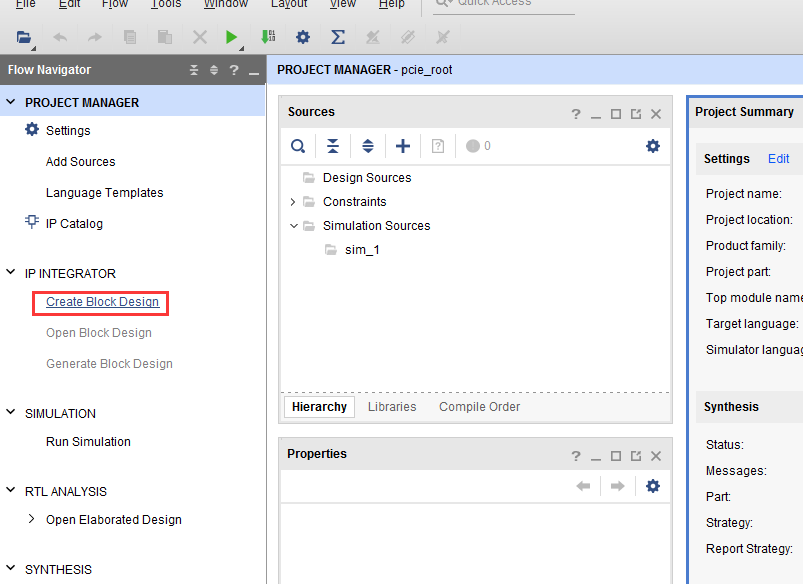 File Edit Flow Tools Window Layout View Help Quick Access
Flow Navigator
PROJECT MANAGER - pcie_root
PROJECT MANAGER
Settings
Add Sources
Language Templates
IP Catalog
IP INTEGRATOR
Create Block Design
Open Block Design
Generate Block Design
SIMULATION
Run Simulation
RTL ANALYSIS
Open Elaborated Design
SYNTHESIS
Sources
0
Design Sources
Constraints
Simulation Sources
sim_1
Hierarchy Libraries Compile Order
Properties
Project Summary
Settings Edit
Project name:
Project location:
Product family:
Project part:
Top module name
Target language:
Simulator languag
Synthesis
Status:
Messages:
Part:
Strategy:
Report Strategy: